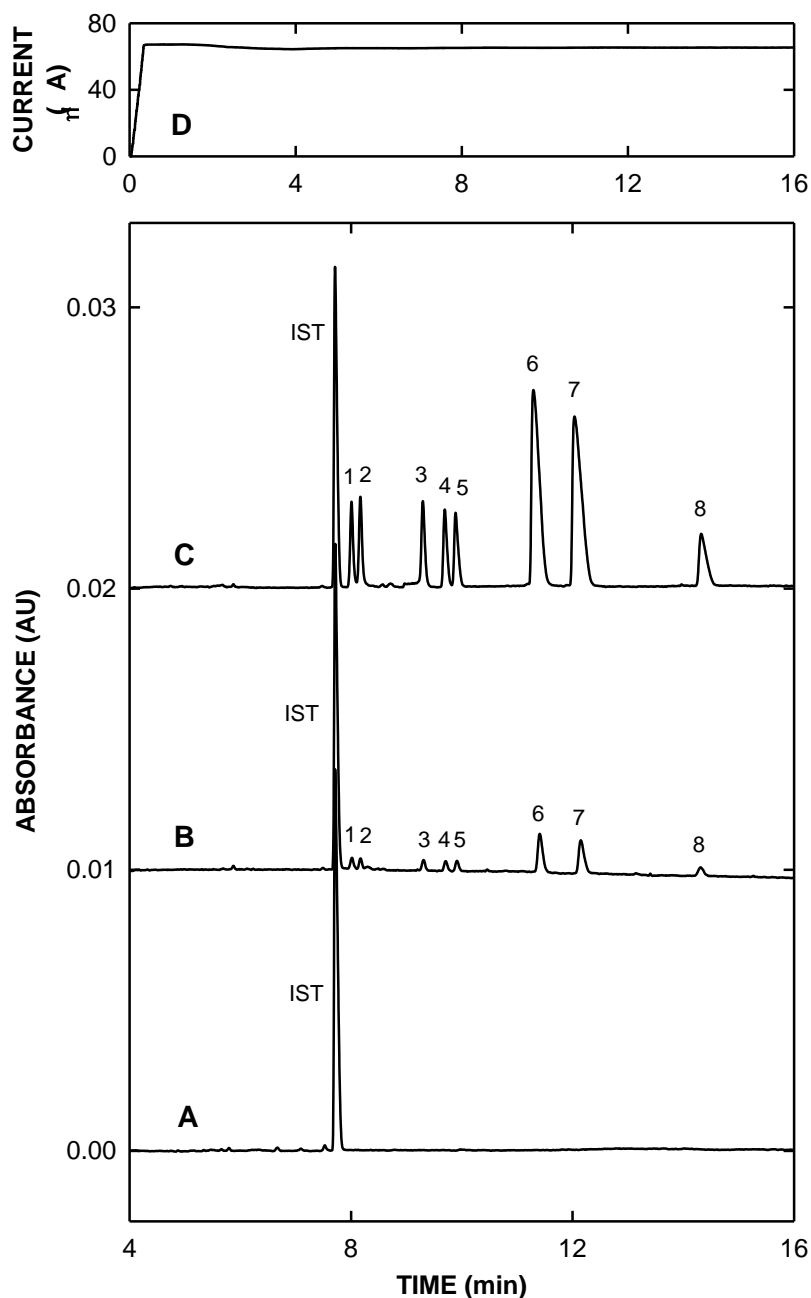 80
40
0
CURRENT
(μA)
D
0 4 8 12 16
0.03
IST
6
7
1 2
3
4
5
8
C
0.02
IST
B
1 2
3 4 5
6
7
8
0.01
IST
A
0.00
ABSORBANCE (AU)
4 8 12 16
TIME (min)